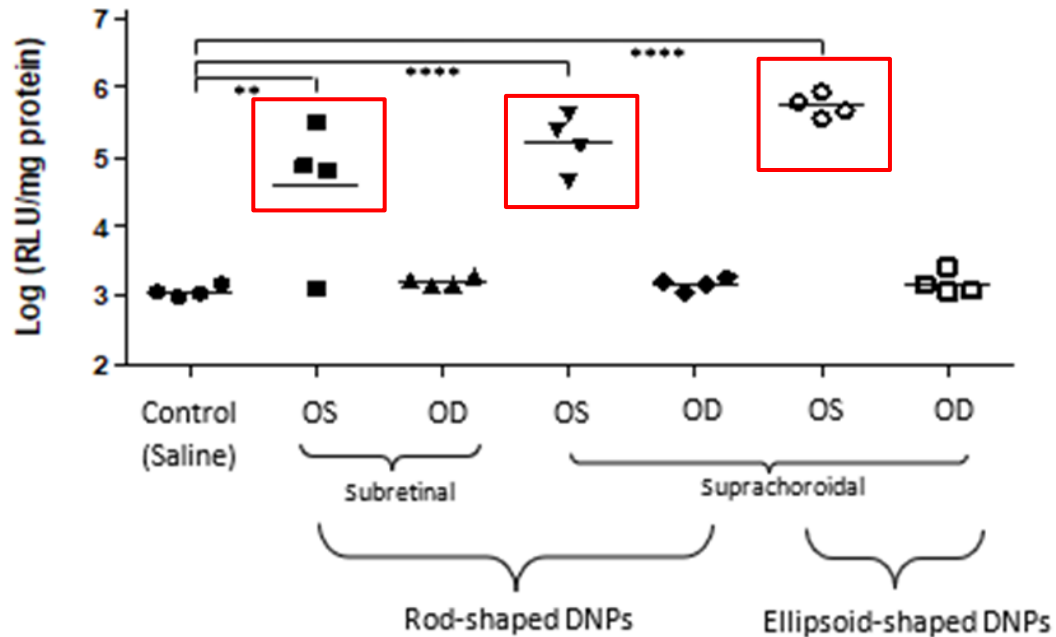 Log (RLU/mg protein)
7
6
5
4
3
2
**
****
****
Control
(Saline)
OS
OD
OS
OD
OS
OD
Subretinal
Suprachoroidal
Rod-shaped DNPs
Ellipsoid-shaped DNPs